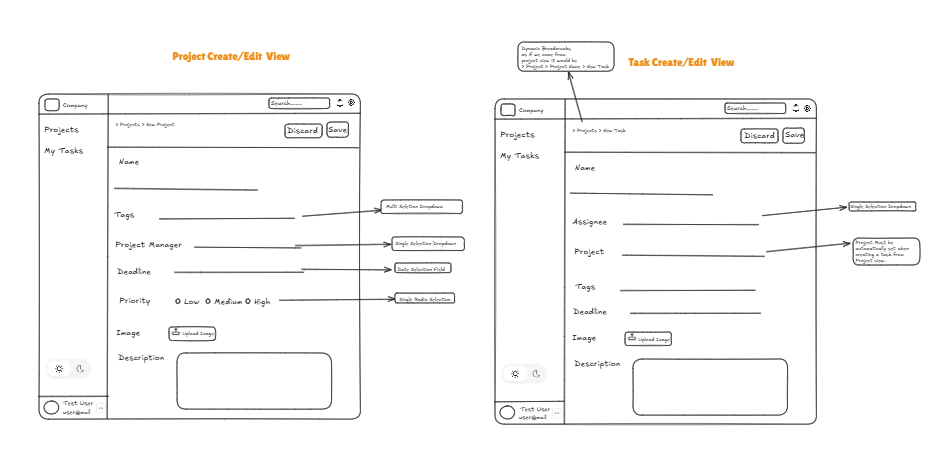 Project Create/Edit View
Company
Search.......
Projects
My Tasks
> Projects > New Project
Discard
Save
Name
Tags
Multi Selection Dropdown
Project Manager
Single Selection Dropdown
Deadline
Date Selection Field
Priority
Low
Medium
High
Single Radio Selection
Image
Upload Image
Description
Test User
user@mail
Dynamic Breadcrumbs
as if we came from
project view it would be
> Project > Project Name > New Task
Task Create/Edit View
Company
Search.......
Projects
My Tasks
> Projects > New Task
Discard
Save
Name
Assignee
Single Selection Dropdown
Project
Project Must be
automatically set when
creating a task from
Project view.
Tags
Deadline
Image
Upload Image
Description
Test User
user@mail